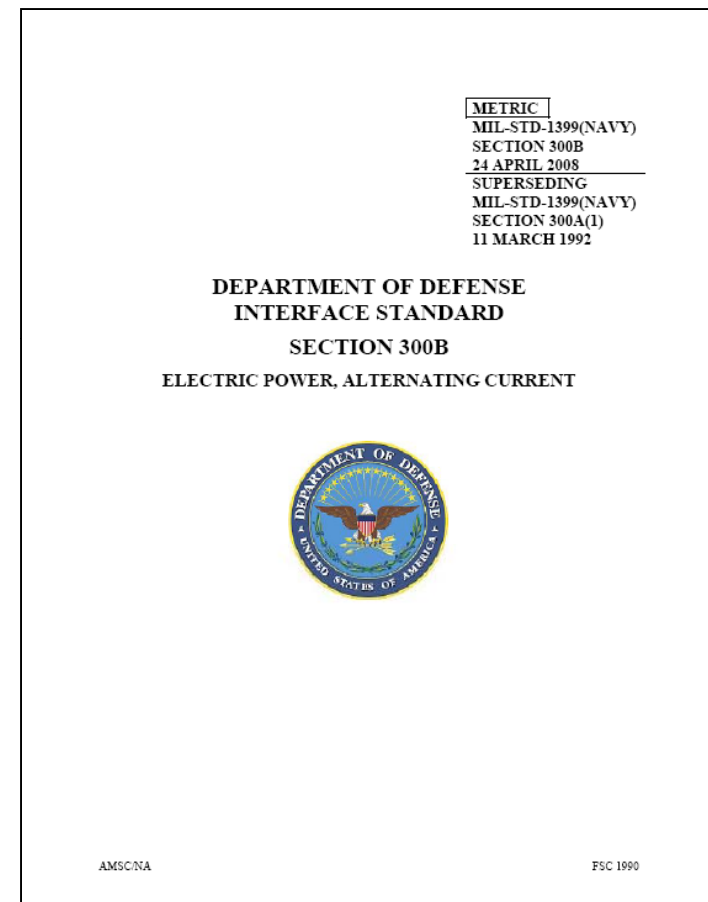 METRIC
MIL-STD-1399(NAVY)
SECTION 300B
24 APRIL 2008
SUPERSEDING
MIL-STD-1399(NAVY)
SECTION 300A(1)
11 MARCH 1992
DEPARTMENT OF DEFENSE
INTERFACE STANDARD
SECTION 300B
ELECTRIC POWER, ALTERNATING CURRENT
DEPARTMENT OF DEFENSE
UNITED STATES OF AMERICA
AMSC/NA FSC 1990